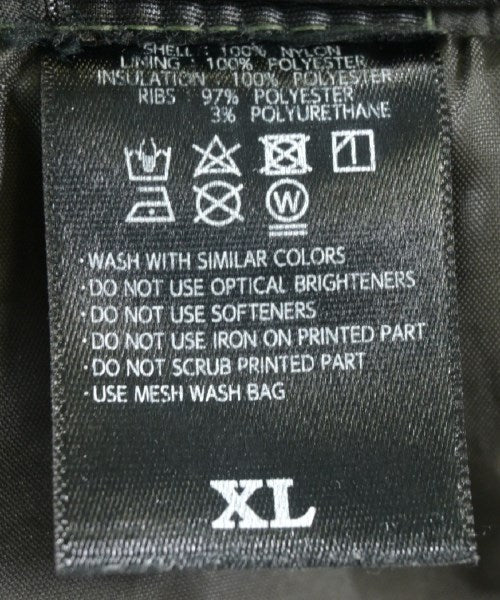 SHELL : 100% NYLON
LINING : 100% POLYESTER
INSULATION : 100% POLYESTER
RIBS : 97% POLYESTER
3% POLYURETHANE
W
·WASH WITH SIMILAR COLORS
·DO NOT USE OPTICAL BRIGHTENERS
·DO NOT USE SOFTENERS
·DO NOT USE IRON ON PRINTED PART
·DO NOT SCRUB PRINTED PART
·USE MESH WASH BAG
XL